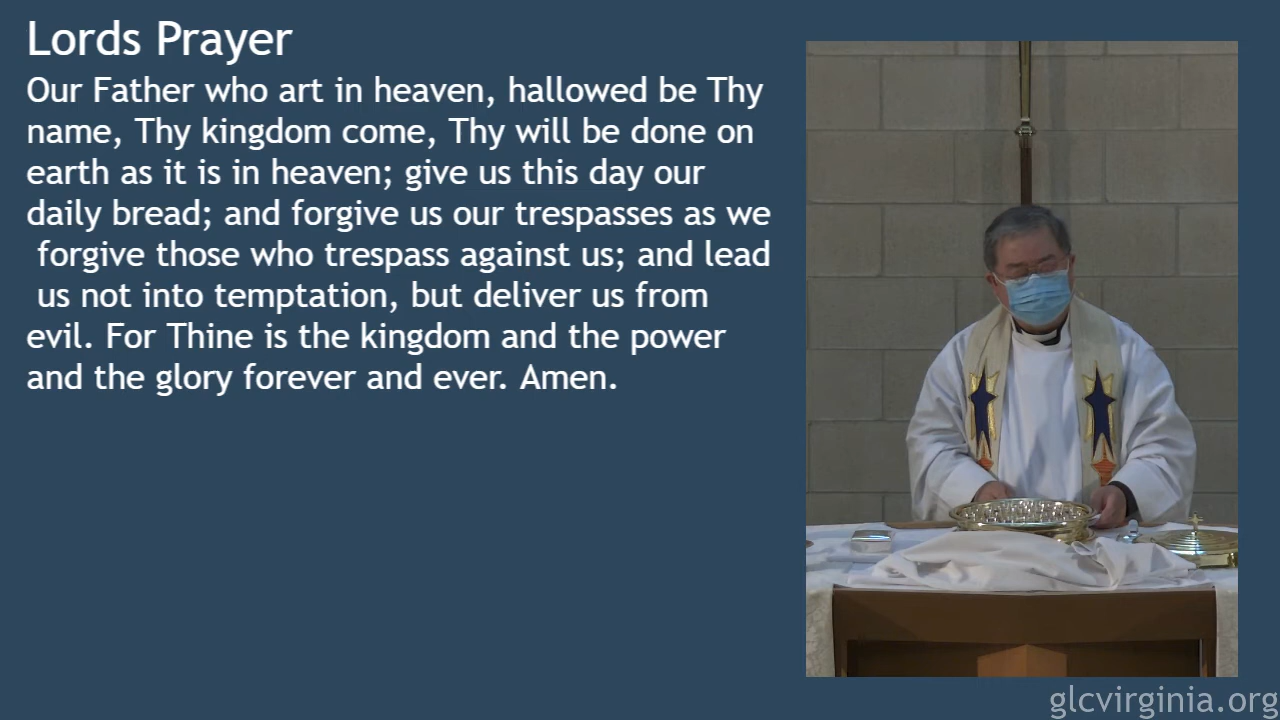 Lords Prayer
Our Father who art in heaven, hallowed be Thy
name, Thy kingdom come, Thy will be done on
earth as it is in heaven; give us this day our
daily bread; and forgive us our trespasses as we
forgive those who trespass against us; and lead
us not into temptation, but deliver us from
evil. For Thine is the kingdom and the power
and the glory forever and ever. Amen.
glcvirginia.org